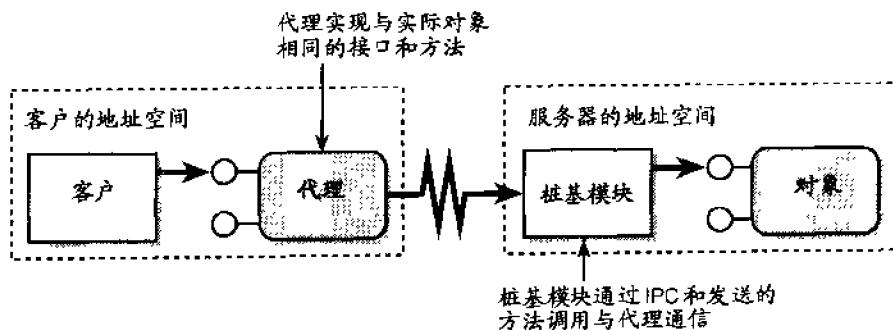 代理实现与实际对象
相同的接口和方法
客户的地址空间
服务器的地址空间
客户
代理
桩基模块
对象
桩基模块通过IPC和发送的
方法调用与代理通信